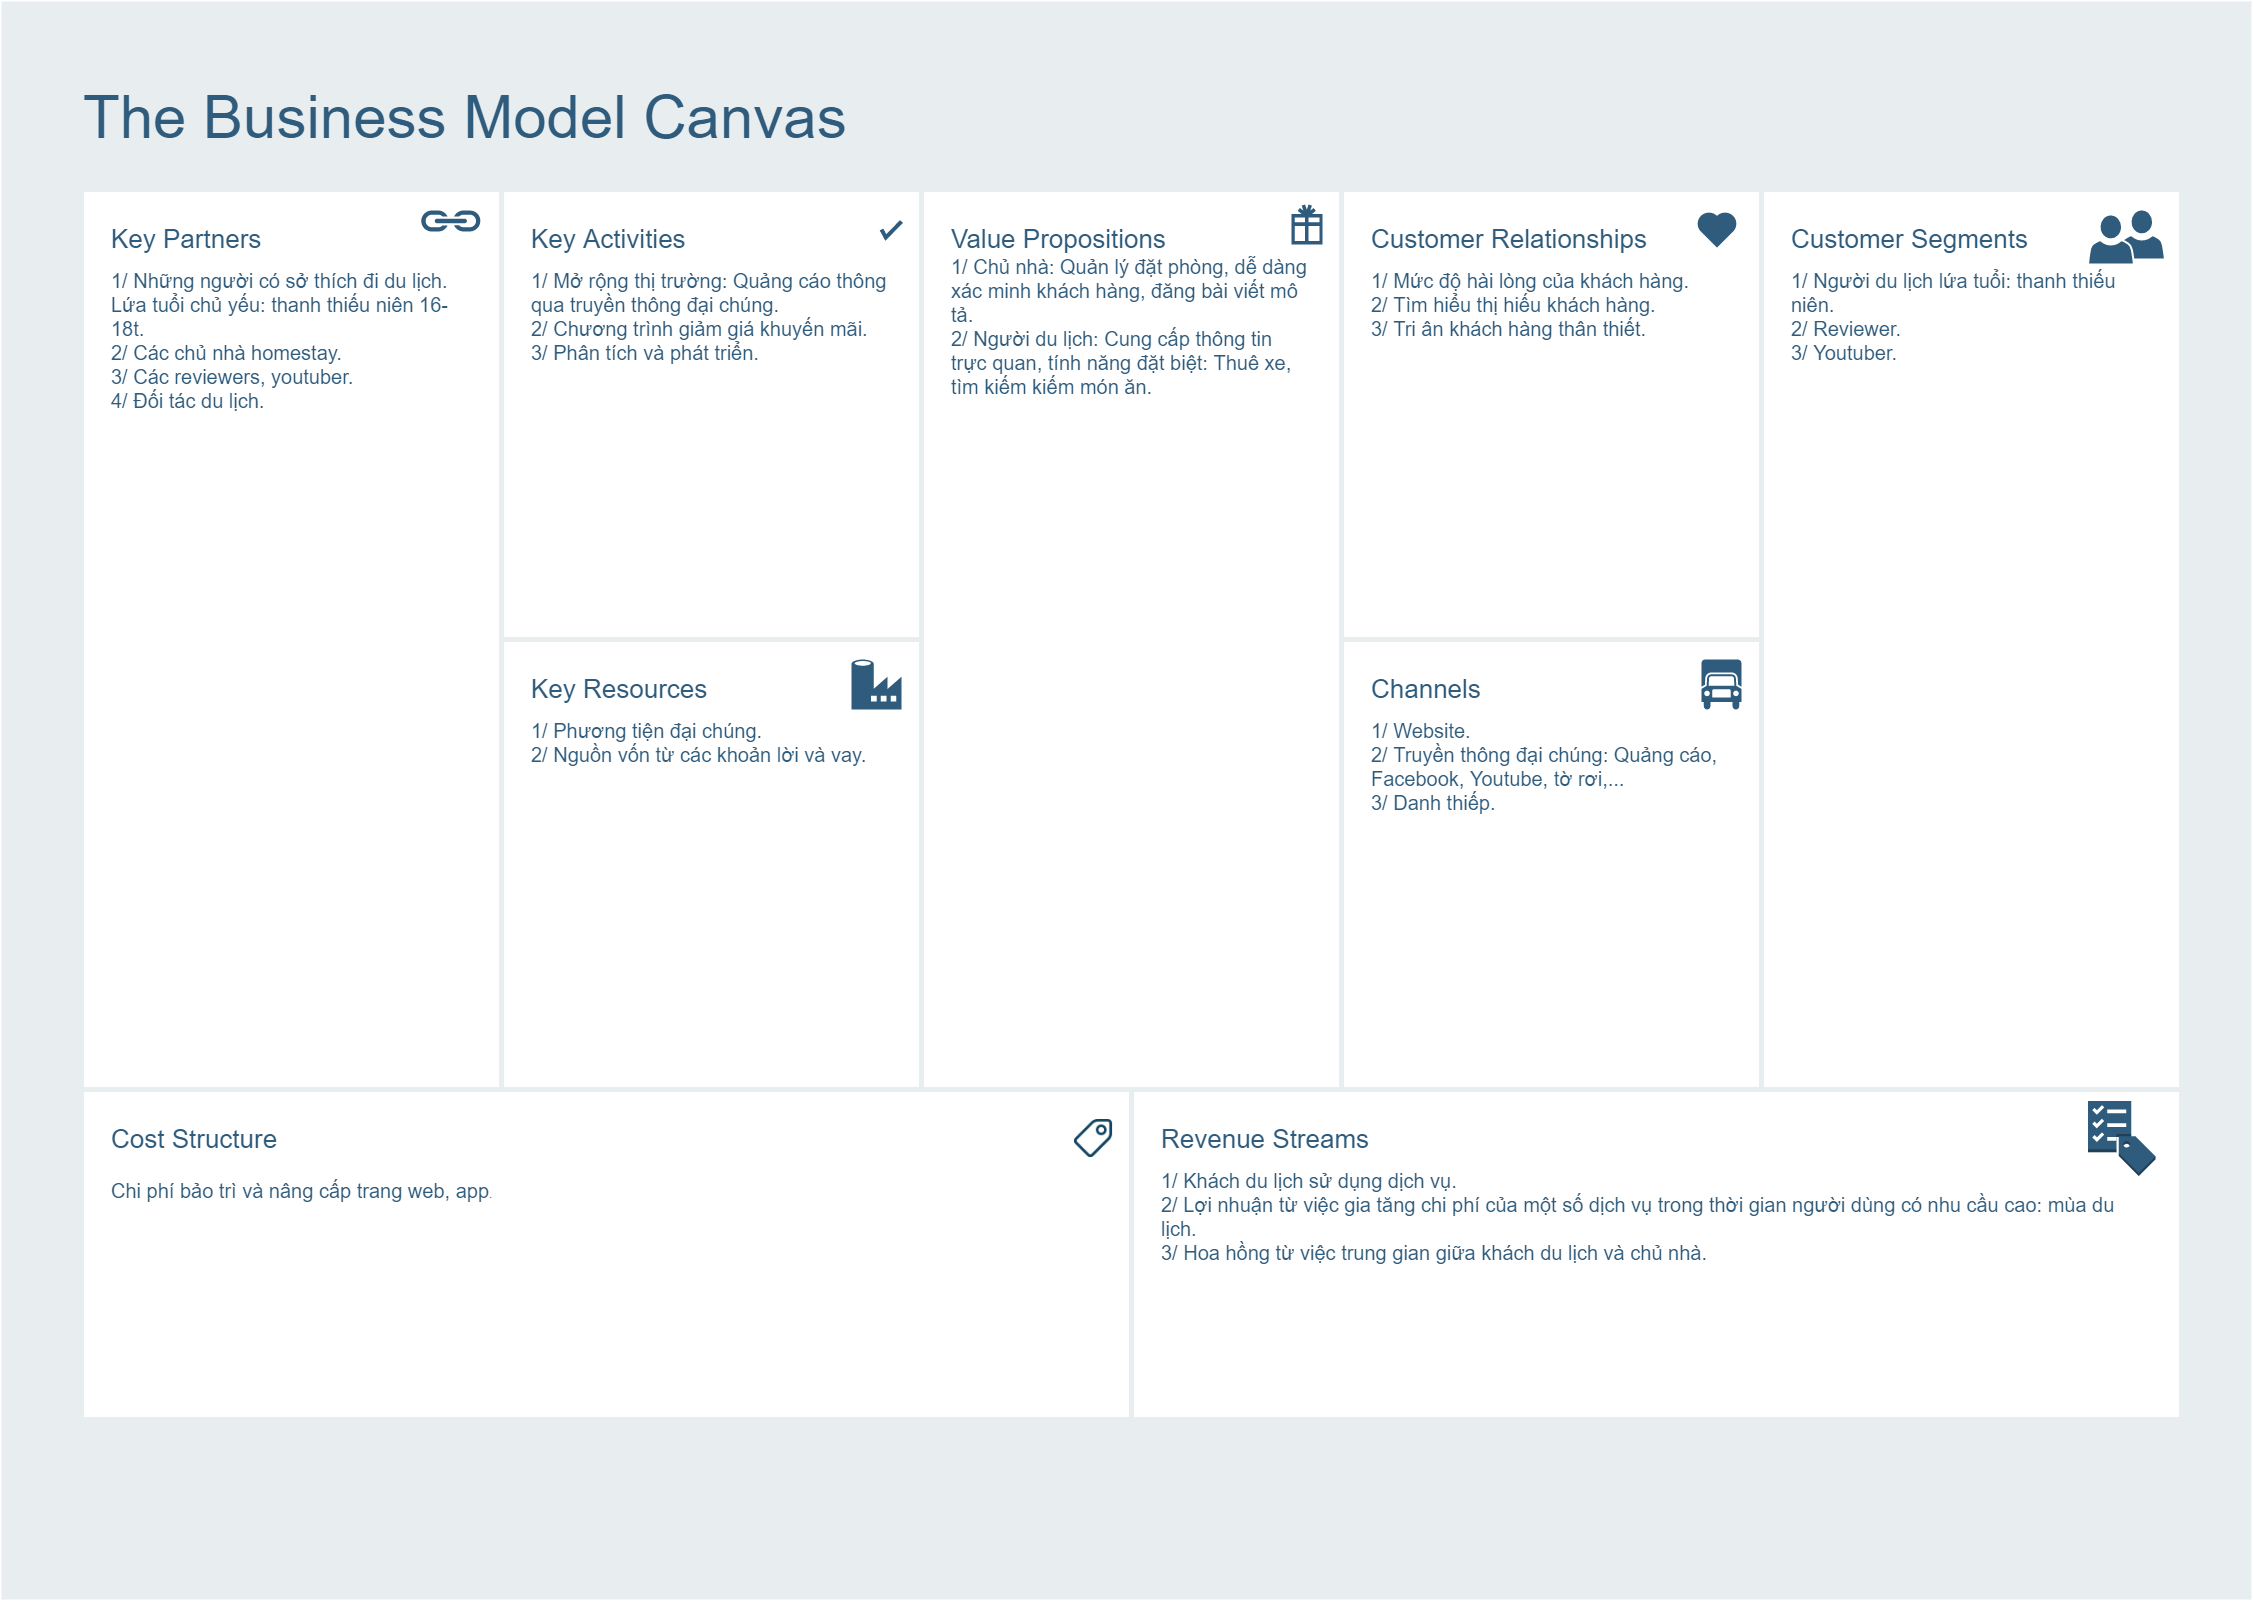 The Business Model Canvas
Key Partners
1/ Những người có sở thích đi du lịch.
Lứa tuổi chủ yếu: thanh thiếu niên 16-
18t.
2/ Các chủ nhà homestay.
3/ Các reviewers, youtuber.
4/ Đối tác du lịch.
Key Activities
1/ Mở rộng thị trường: Quảng cáo thông
qua truyền thông đại chúng.
2/ Chương trình giảm giá khuyến mãi.
3/ Phân tích và phát triển.
Key Resources
1/ Phương tiện đại chúng.
2/ Nguồn vốn từ các khoản lời và vay.
Value Propositions
1/ Chủ nhà: Quản lý đặt phòng, dễ dàng
xác minh khách hàng, đăng bài viết mô
tả.
2/ Người du lịch: Cung cấp thông tin
trực quan, tính năng đặt biệt: Thuê xe,
tìm kiếm kiếm món ăn.
Customer Relationships
1/ Mức độ hài lòng của khách hàng.
2/ Tìm hiểu thị hiếu khách hàng.
3/ Tri ân khách hàng thân thiết.
Channels
1/ Website.
2/ Truyền thông đại chúng: Quảng cáo,
Facebook, Youtube, tờ rơi,...
3/ Danh thiếp.
Customer Segments
1/ Người du lịch lứa tuổi: thanh thiếu
niên.
2/ Reviewer.
3/ Youtuber.
Cost Structure
Chi phí bảo trì và nâng cấp trang web, app.
Revenue Streams
1/ Khách du lịch sử dụng dịch vụ.
2/ Lợi nhuận từ việc gia tăng chi phí của một số dịch vụ trong thời gian người dùng có nhu cầu cao: mùa du
lịch.
3/ Hoa hồng từ việc trung gian giữa khách du lịch và chủ nhà.